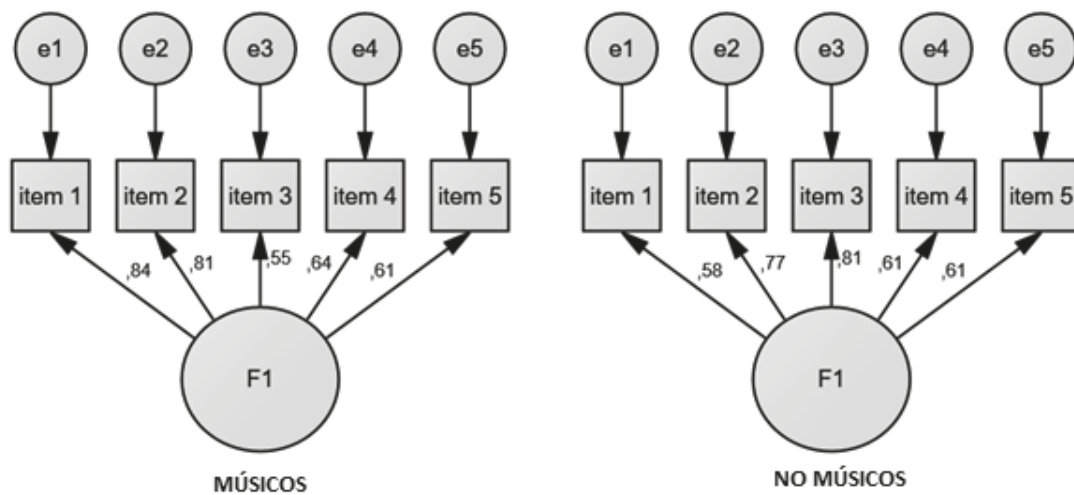 e1 e2 e3 e4 e5
item 1 item 2 item 3 item 4 item 5
,84 ,81 ,55 ,64 ,61
F1
MÚSICOS
e1 e2 e3 e4 e5
item 1 item 2 item 3 item 4 item 5
,58 ,77 ,81 ,61 ,61
F1
NO MÚSICOS